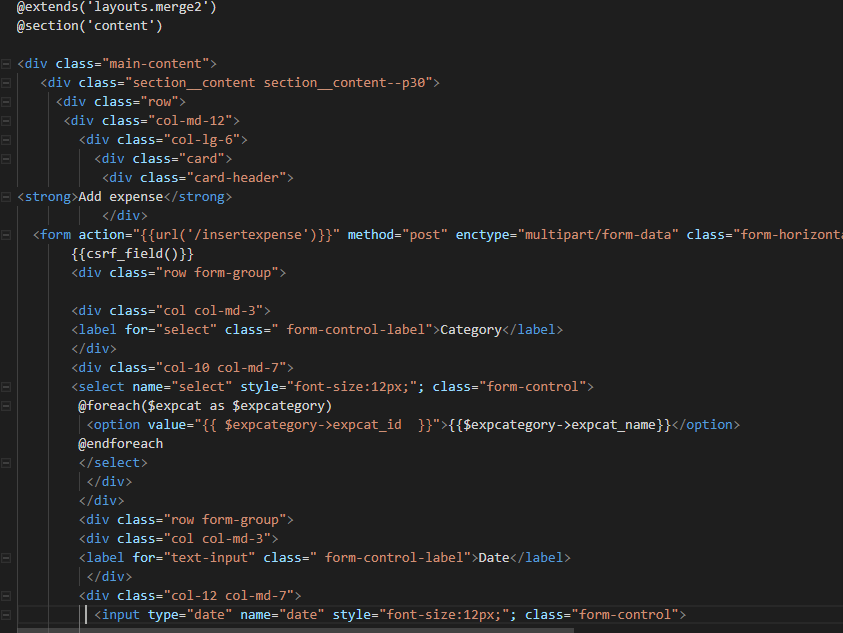 @extends('layouts.merge2')
@section('content')
<div class="main-content">
<div class="section__content section__content--p30">
<div class="row">
<div class="col-md-12">
<div class="col-lg-6">
<div class="card">
<div class="card-header">
<strong>Add expense</strong>
</div>
<form action="{{url('/insertexpense')}}" method="post" enctype="multipart/form-data" class="form-horizonta
{{csrf_field()}}
<div class="row form-group">
<div class="col col-md-3">
<label for="select" class=" form-control-label">Category</label>
</div>
<div class="col-10 col-md-7">
<select name="select" style="font-size:12px;"; class="form-control">
@foreach($expcat as $expcategory)
<option value="{{ $expcategory->expcat_id  }}">{{$expcategory->expcat_name}}</option>
@endforeach
</select>
</div>
</div>
<div class="row form-group">
<div class="col col-md-3">
<label for="text-input" class=" form-control-label">Date</label>
</div>
<div class="col-12 col-md-7">
<input type="date" name="date" style="font-size:12px;"; class="form-control">